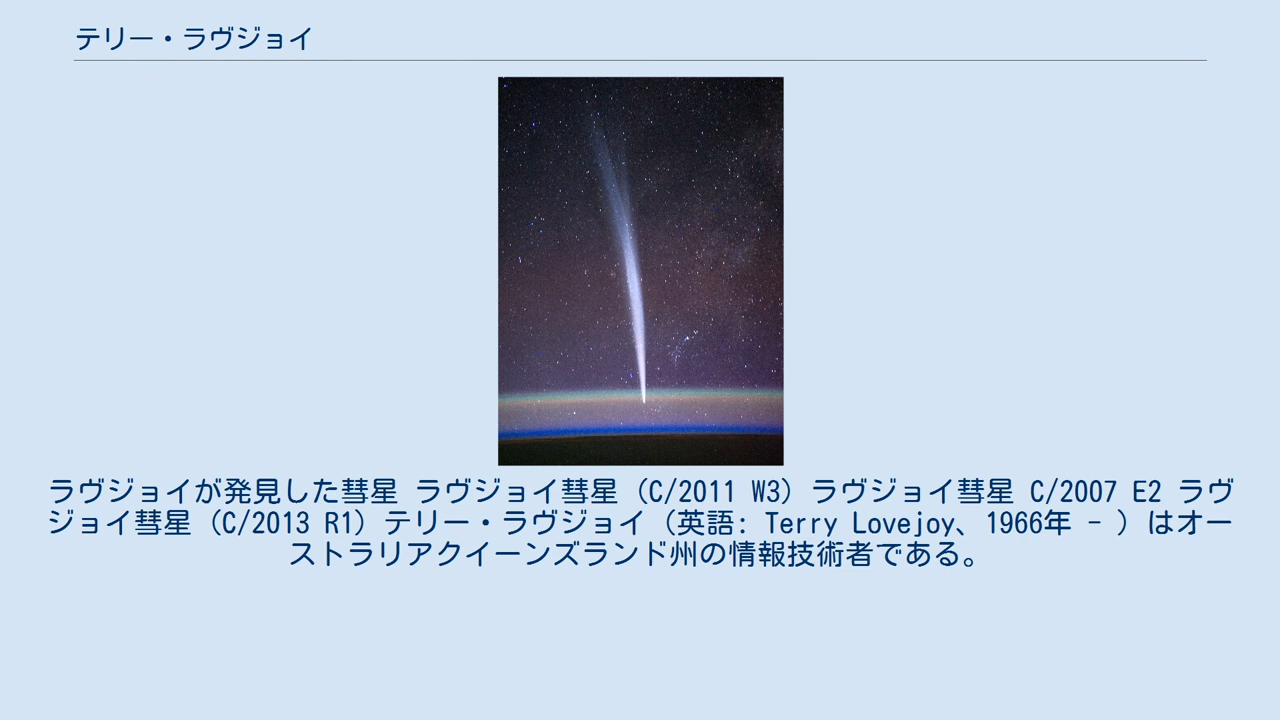 テリー・ラヴジョイ
ラヴジョイが発見した彗星 ラヴジョイ彗星（C/2011 W3）ラヴジョイ彗星 C/2007 E2 ラヴ
ジョイ彗星（C/2013 R1）テリー・ラヴジョイ（英語: Terry Lovejoy、1966年 - ）はオー
ストラリアクイーンズランド州の情報技術者である。